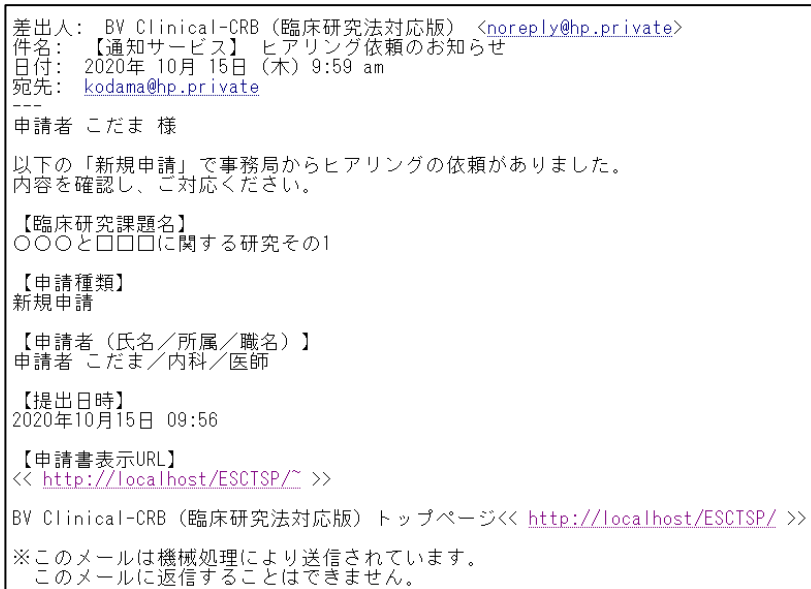 差出人: BV Clinical-CRB（臨床研究法対応版） <noreply@hp.private>
件名: 【通知サービス】 ヒアリング依頼のお知らせ
日付: 2020年 10月 15日（木）9:59 am
宛先: kodama@hp.private
---
申請者 こだま 様
以下の「新規申請」で事務局からヒアリングの依頼がありました。
内容を確認し、ご対応ください。
【臨床研究課題名】
○○○と□□□に関する研究その1
【申請種類】
新規申請
【申請者（氏名／所属／職名）】
申請者 こだま／内科／医師
【提出日時】
2020年10月15日 09:56
【申請書表示URL】
<< http://localhost/ESCTSP/~ >>
BV Clinical-CRB（臨床研究法対応版）トップページ<< http://localhost/ESCTSP/ >>
※このメールは機械処理により送信されています。
このメールに返信することはできません。